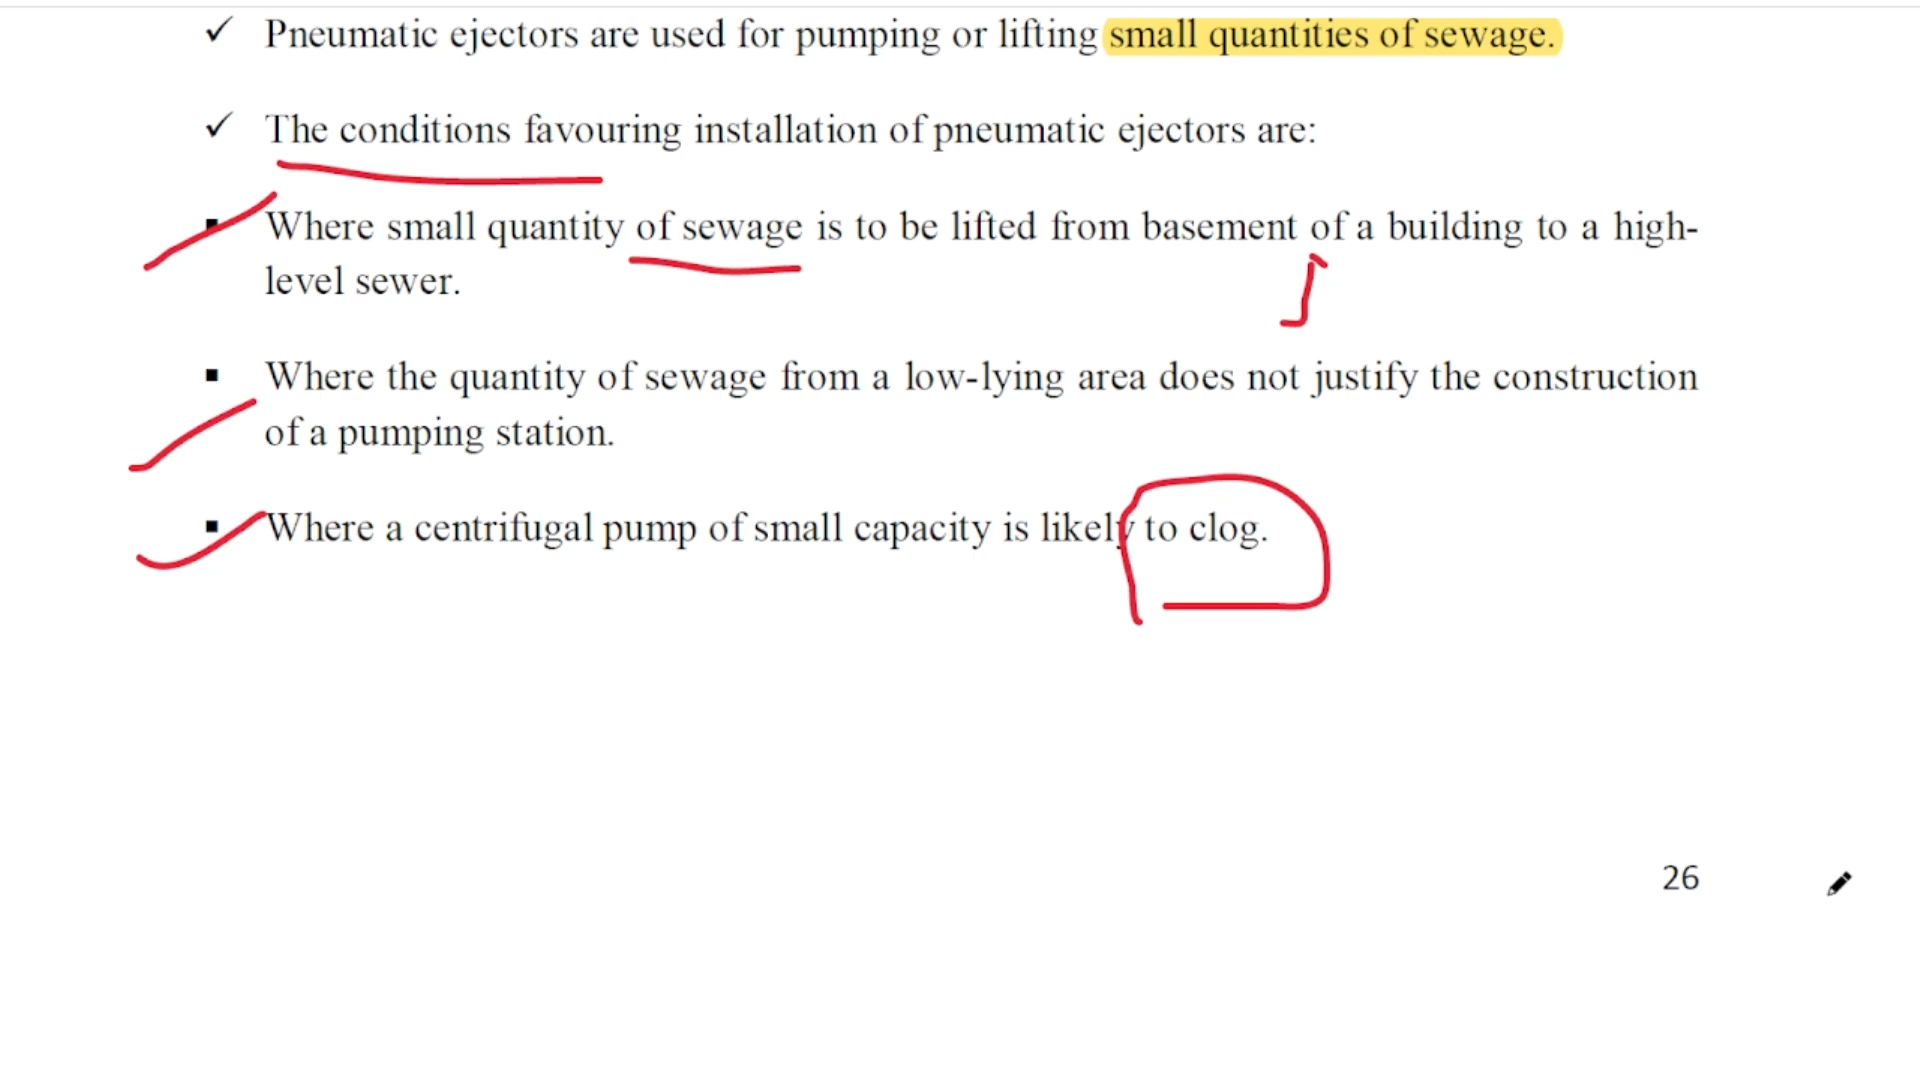 ✓ Pneumatic ejectors are used for pumping or lifting small quantities of sewage.
✓ The conditions favouring installation of pneumatic ejectors are:
▪ Where small quantity of sewage is to be lifted from basement of a building to a high-
level sewer.
▪ Where the quantity of sewage from a low-lying area does not justify the construction
of a pumping station.
▪ Where a centrifugal pump of small capacity is likely to clog.
26